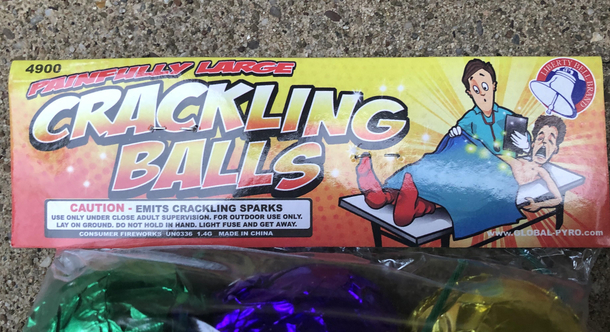 4900
PAINFULLY LARGE
CRACKLING
BALLS
LIBERTY BELL BRAND
CAUTION - EMITS CRACKLING SPARKS
USE ONLY UNDER CLOSE ADULT SUPERVISION. FOR OUTDOOR USE ONLY.
LAY ON GROUND. DO NOT HOLD IN HAND. LIGHT FUSE AND GET AWAY.
CONSUMER FIREWORKS UN0336 1.4G MADE IN CHINA
www.GLOBAL-PYRO.com